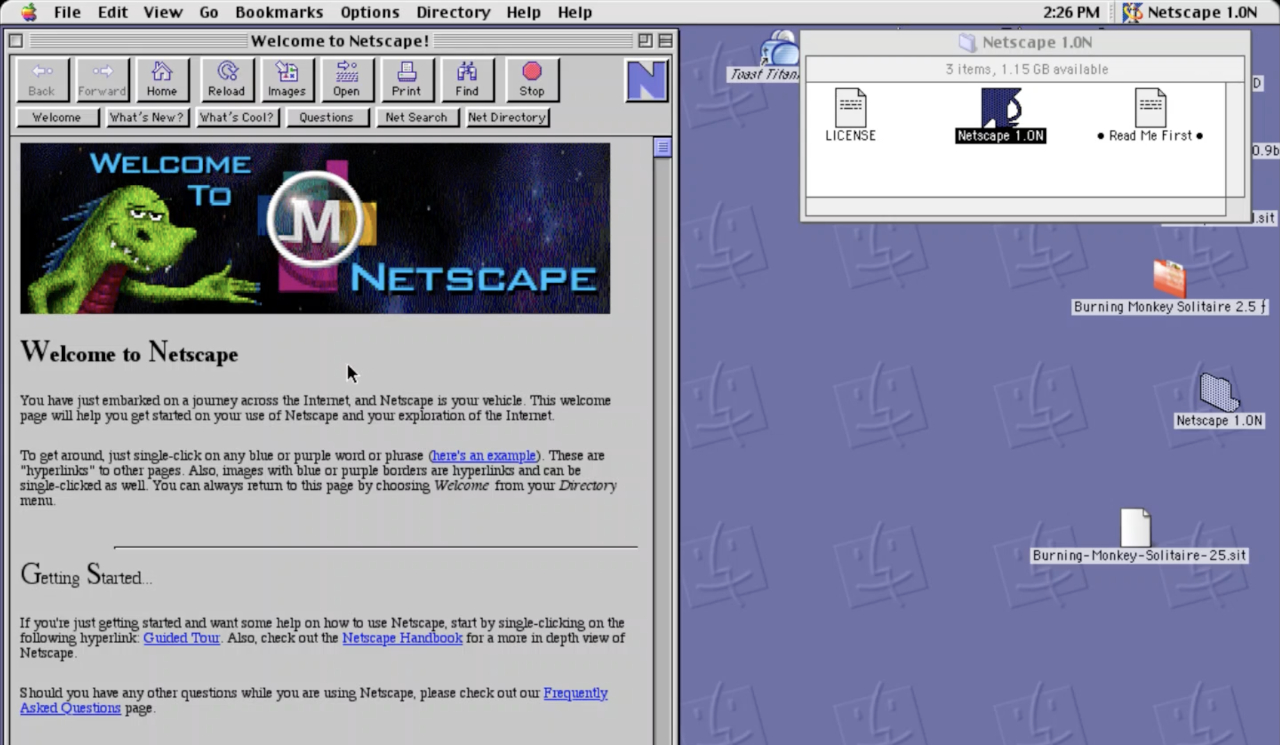 File Edit View Go Bookmarks Options Directory Help Help
2:26 PM Netscape 1.0N
Welcome to Netscape!
Back Forward Home Reload Images Open Print Find Stop
N
Welcome What's New? What's Cool? Questions Net Search Net Directory
WELCOME
TO
M
NETSCAPE
Welcome to Netscape
You have just embarked on a journey across the Internet, and Netscape is your vehicle. This welcome
page will help you get started on your use of Netscape and your exploration of the Internet.
To get around, just single-click on any blue or purple word or phrase (here's an example). These are
"hyperlinks" to other pages. Also, images with blue or purple borders are hyperlinks and can be
single-clicked as well. You can always return to this page by choosing Welcome from your Directory
menu.
Getting Started...
If you're just getting started and want some help on how to use Netscape, start by single-clicking on the
following hyperlink: Guided Tour. Also, check out the Netscape Handbook for a more in depth view of
Netscape.
Should you have any other questions while you are using Netscape, please check out our Frequently
Asked Questions page.
Toast
Netscape 1.0N
3 items, 1.15 GB available
LICENSE Netscape 1.0N • Read Me First •
D
0.9b
.sit
Burning Monkey Solitaire 2.5 ƒ
Netscape 1.0N
Burning-Monkey-Solitaire-25.sit